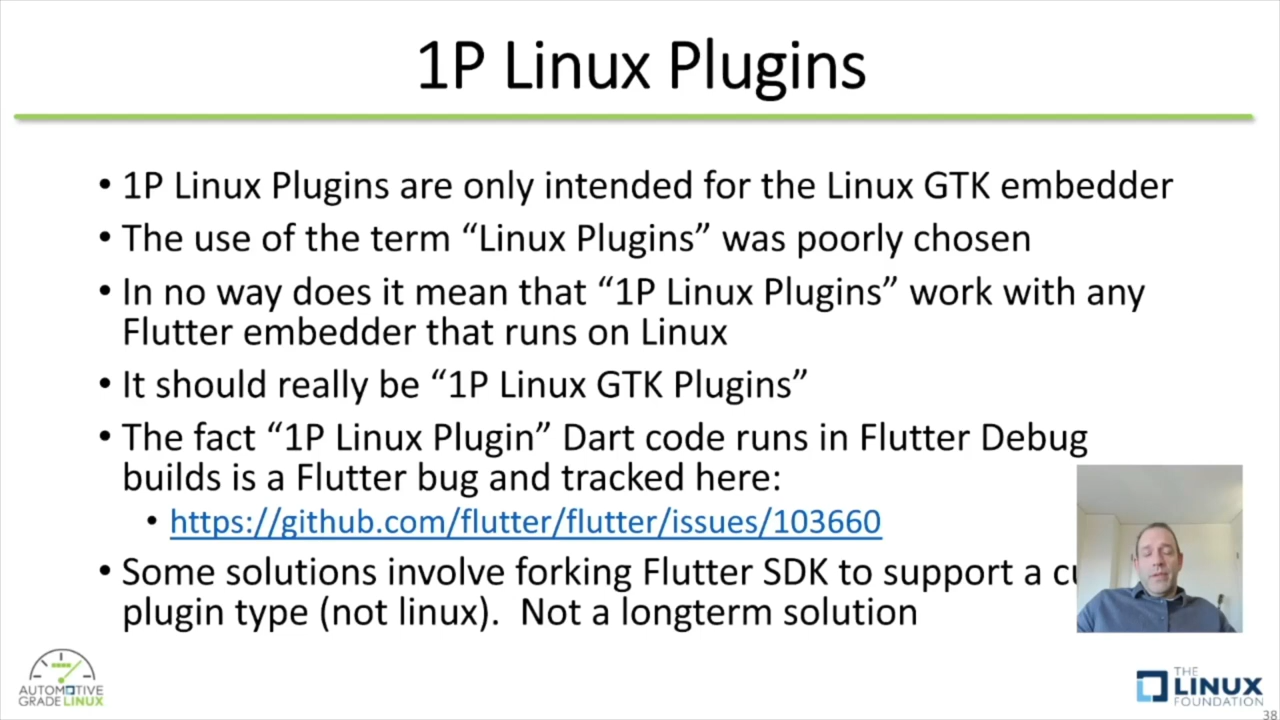 1P Linux Plugins
• 1P Linux Plugins are only intended for the Linux GTK embedder
• The use of the term “Linux Plugins” was poorly chosen
• In no way does it mean that “1P Linux Plugins” work with any
Flutter embedder that runs on Linux
• It should really be “1P Linux GTK Plugins”
• The fact “1P Linux Plugin” Dart code runs in Flutter Debug
builds is a Flutter bug and tracked here:
• https://github.com/flutter/flutter/issues/103660
• Some solutions involve forking Flutter SDK to support a
plugin type (not linux).  Not a longterm solution
AUTOMOTIVE
GRADE LINUX
THE
LINUX
FOUNDATION
38